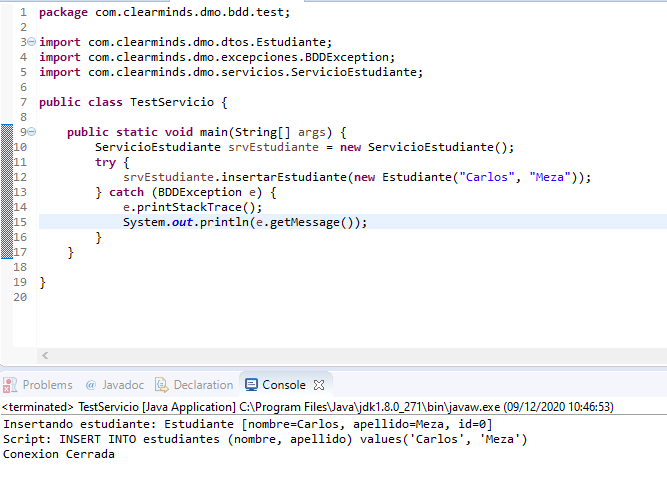 1 package com.clearminds.dmo.bdd.test;
2
3 import com.clearminds.dmo.dtos.Estudiante;
4 import com.clearminds.dmo.excepciones.BDDException;
5 import com.clearminds.dmo.servicios.ServicioEstudiante;
6
7 public class TestServicio {
8
9 public static void main(String[] args) {
10 ServicioEstudiante srvEstudiante = new ServicioEstudiante();
11 try {
12 srvEstudiante.insertarEstudiante(new Estudiante("Carlos", "Meza"));
13 } catch (BDDException e) {
14 e.printStackTrace();
15 System.out.println(e.getMessage());
16 }
17 }
18
19 }
20
Problems @ Javadoc Declaration Console
<terminated> TestServicio [Java Application] C:\Program Files\Java\jdk1.8.0_271\bin\javaw.exe (09/12/2020 10:46:53)
Insertando estudiante: Estudiante [nombre=Carlos, apellido=Meza, id=0]
Script: INSERT INTO estudiantes (nombre, apellido) values('Carlos', 'Meza')
Conexion Cerrada